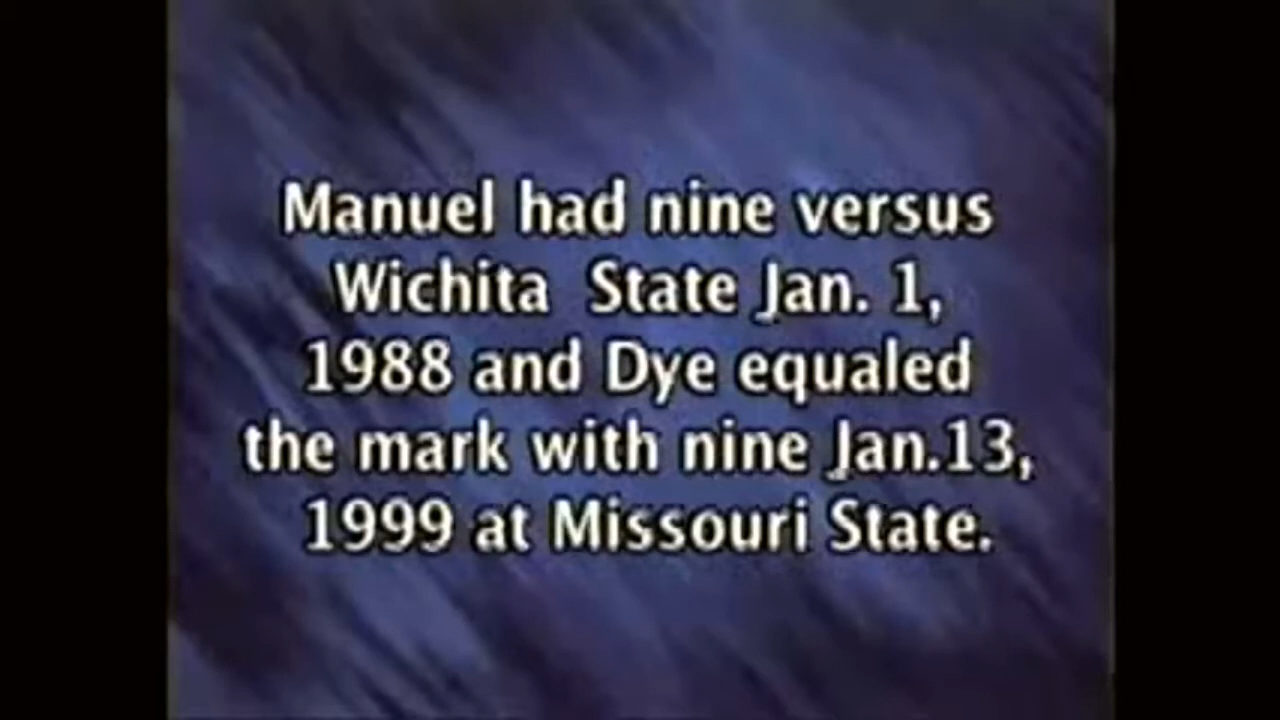 Manuel had nine versus
Wichita  State Jan. 1,
1988 and Dye equaled
the mark with nine Jan.13,
1999 at Missouri State.